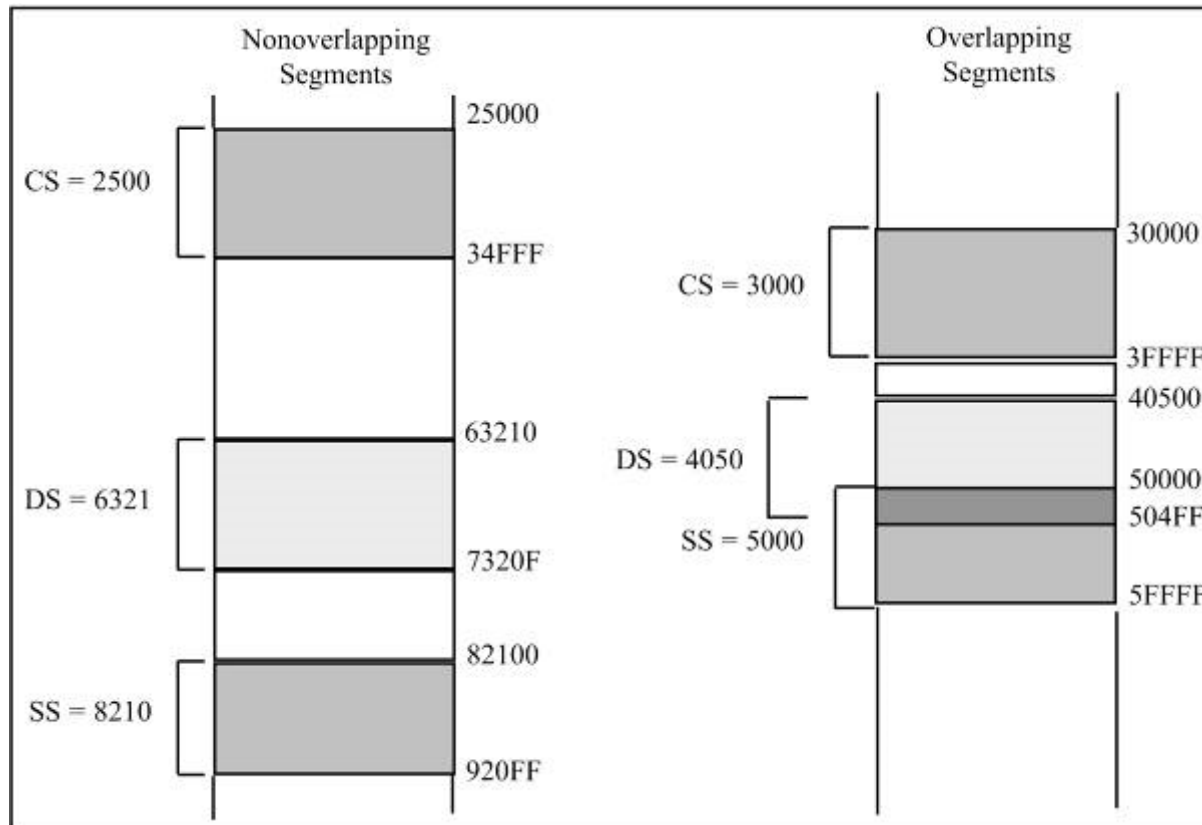 Nonoverlapping
Segments
25000
CS = 2500
34FFF
63210
DS = 6321
7320F
82100
SS = 8210
920FF
Overlapping
Segments
30000
CS = 3000
3FFFF
40500
DS = 4050
50000
504FF
SS = 5000
5FFFF